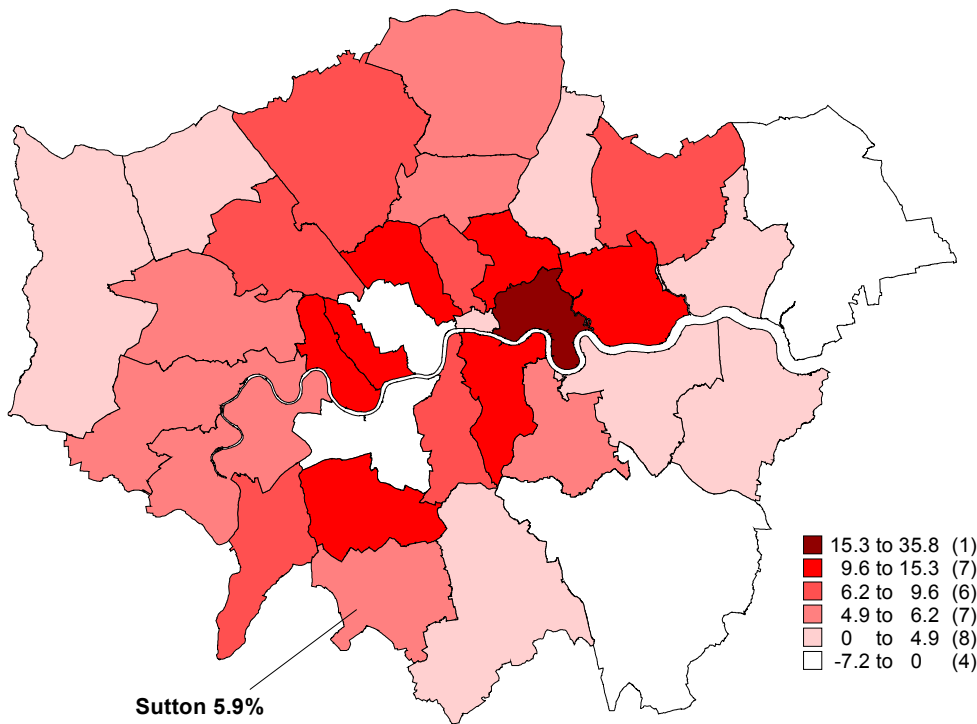 15.3 to 35.8 (1)
9.6 to 15.3 (7)
6.2 to 9.6 (6)
4.9 to 6.2 (7)
0 to 4.9 (8)
-7.2 to 0 (4)
Sutton 5.9%